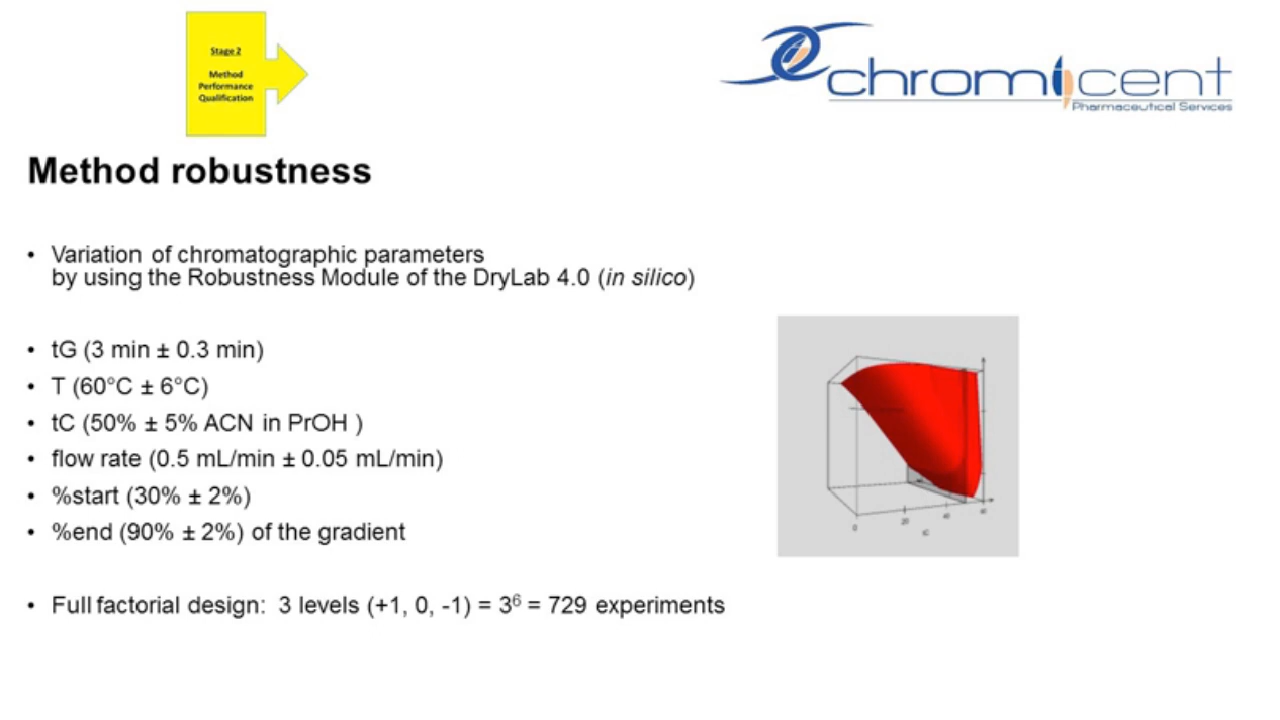 Stage 2
Method
Performance
Qualification
chromicent
Pharmaceutical Services
Method robustness
• Variation of chromatographic parameters
by using the Robustness Module of the DryLab 4.0 (in silico)
• tG (3 min ± 0.3 min)
• T (60°C ± 6°C)
• tC (50% ± 5% ACN in PrOH )
• flow rate (0.5 mL/min ± 0.05 mL/min)
• %start (30% ± 2%)
• %end (90% ± 2%) of the gradient
0 20 40
• Full factorial design: 3 levels (+1, 0, -1) = 3⁶ = 729 experiments